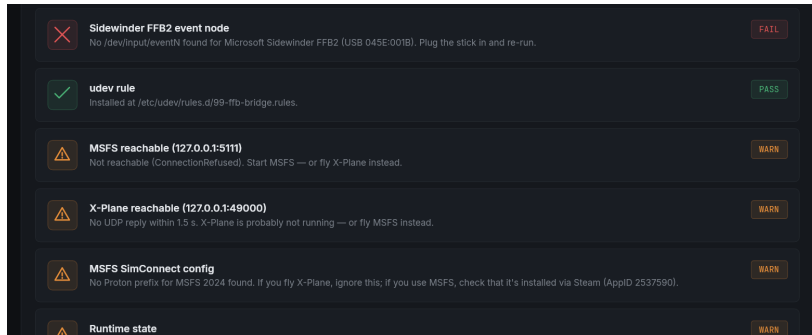 Sidewinder FFB2 event node
FAIL
No /dev/input/eventN found for Microsoft Sidewinder FFB2 (USB 045E:001B). Plug the stick in and re-run.
udev rule
PASS
Installed at /etc/udev/rules.d/99-ffb-bridge.rules.
MSFS reachable (127.0.0.1:5111)
WARN
Not reachable (ConnectionRefused). Start MSFS — or fly X-Plane instead.
X-Plane reachable (127.0.0.1:49000)
WARN
No UDP reply within 1.5 s. X-Plane is probably not running — or fly MSFS instead.
MSFS SimConnect config
WARN
No Proton prefix for MSFS 2024 found. If you fly X-Plane, ignore this; if you use MSFS, check that it's installed via Steam (AppID 2537590).
Runtime state
WARN